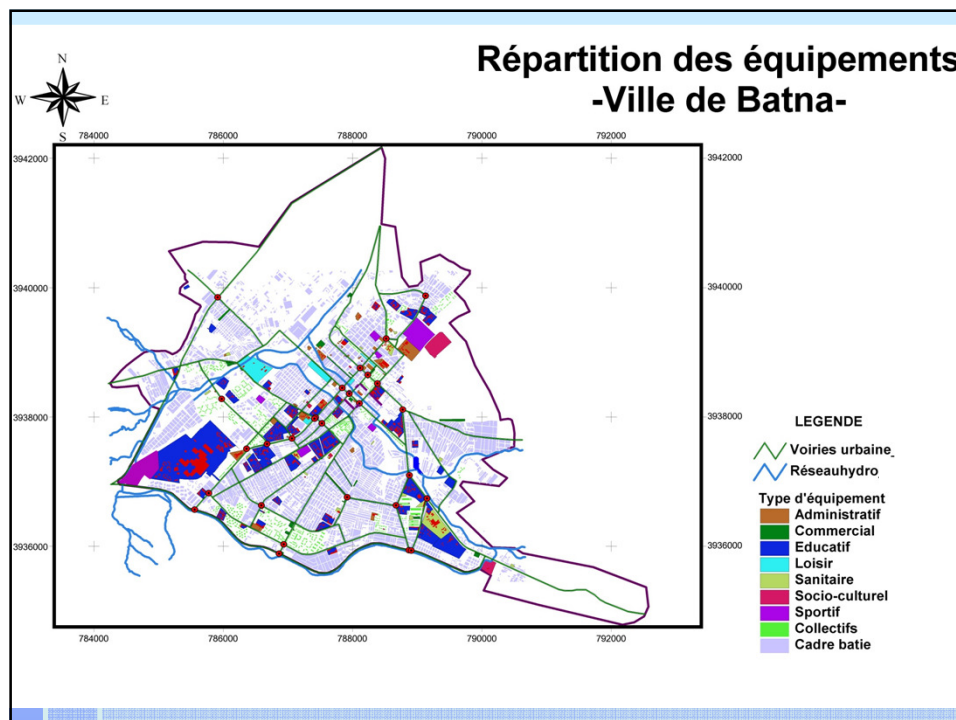 Répartition des équipements
-Ville de Batna-
N
W E
S
784000 786000 788000 790000 792000
3942000 3942000
3940000 3940000
3938000 3938000
3936000 3936000
784000 786000 788000 790000 792000
LEGENDE
Voiries urbaine_
Réseauhydro
Type d'équipement
Administratif
Commercial
Educatif
Loisir
Sanitaire
Socio-culturel
Sportif
Collectifs
Cadre batie